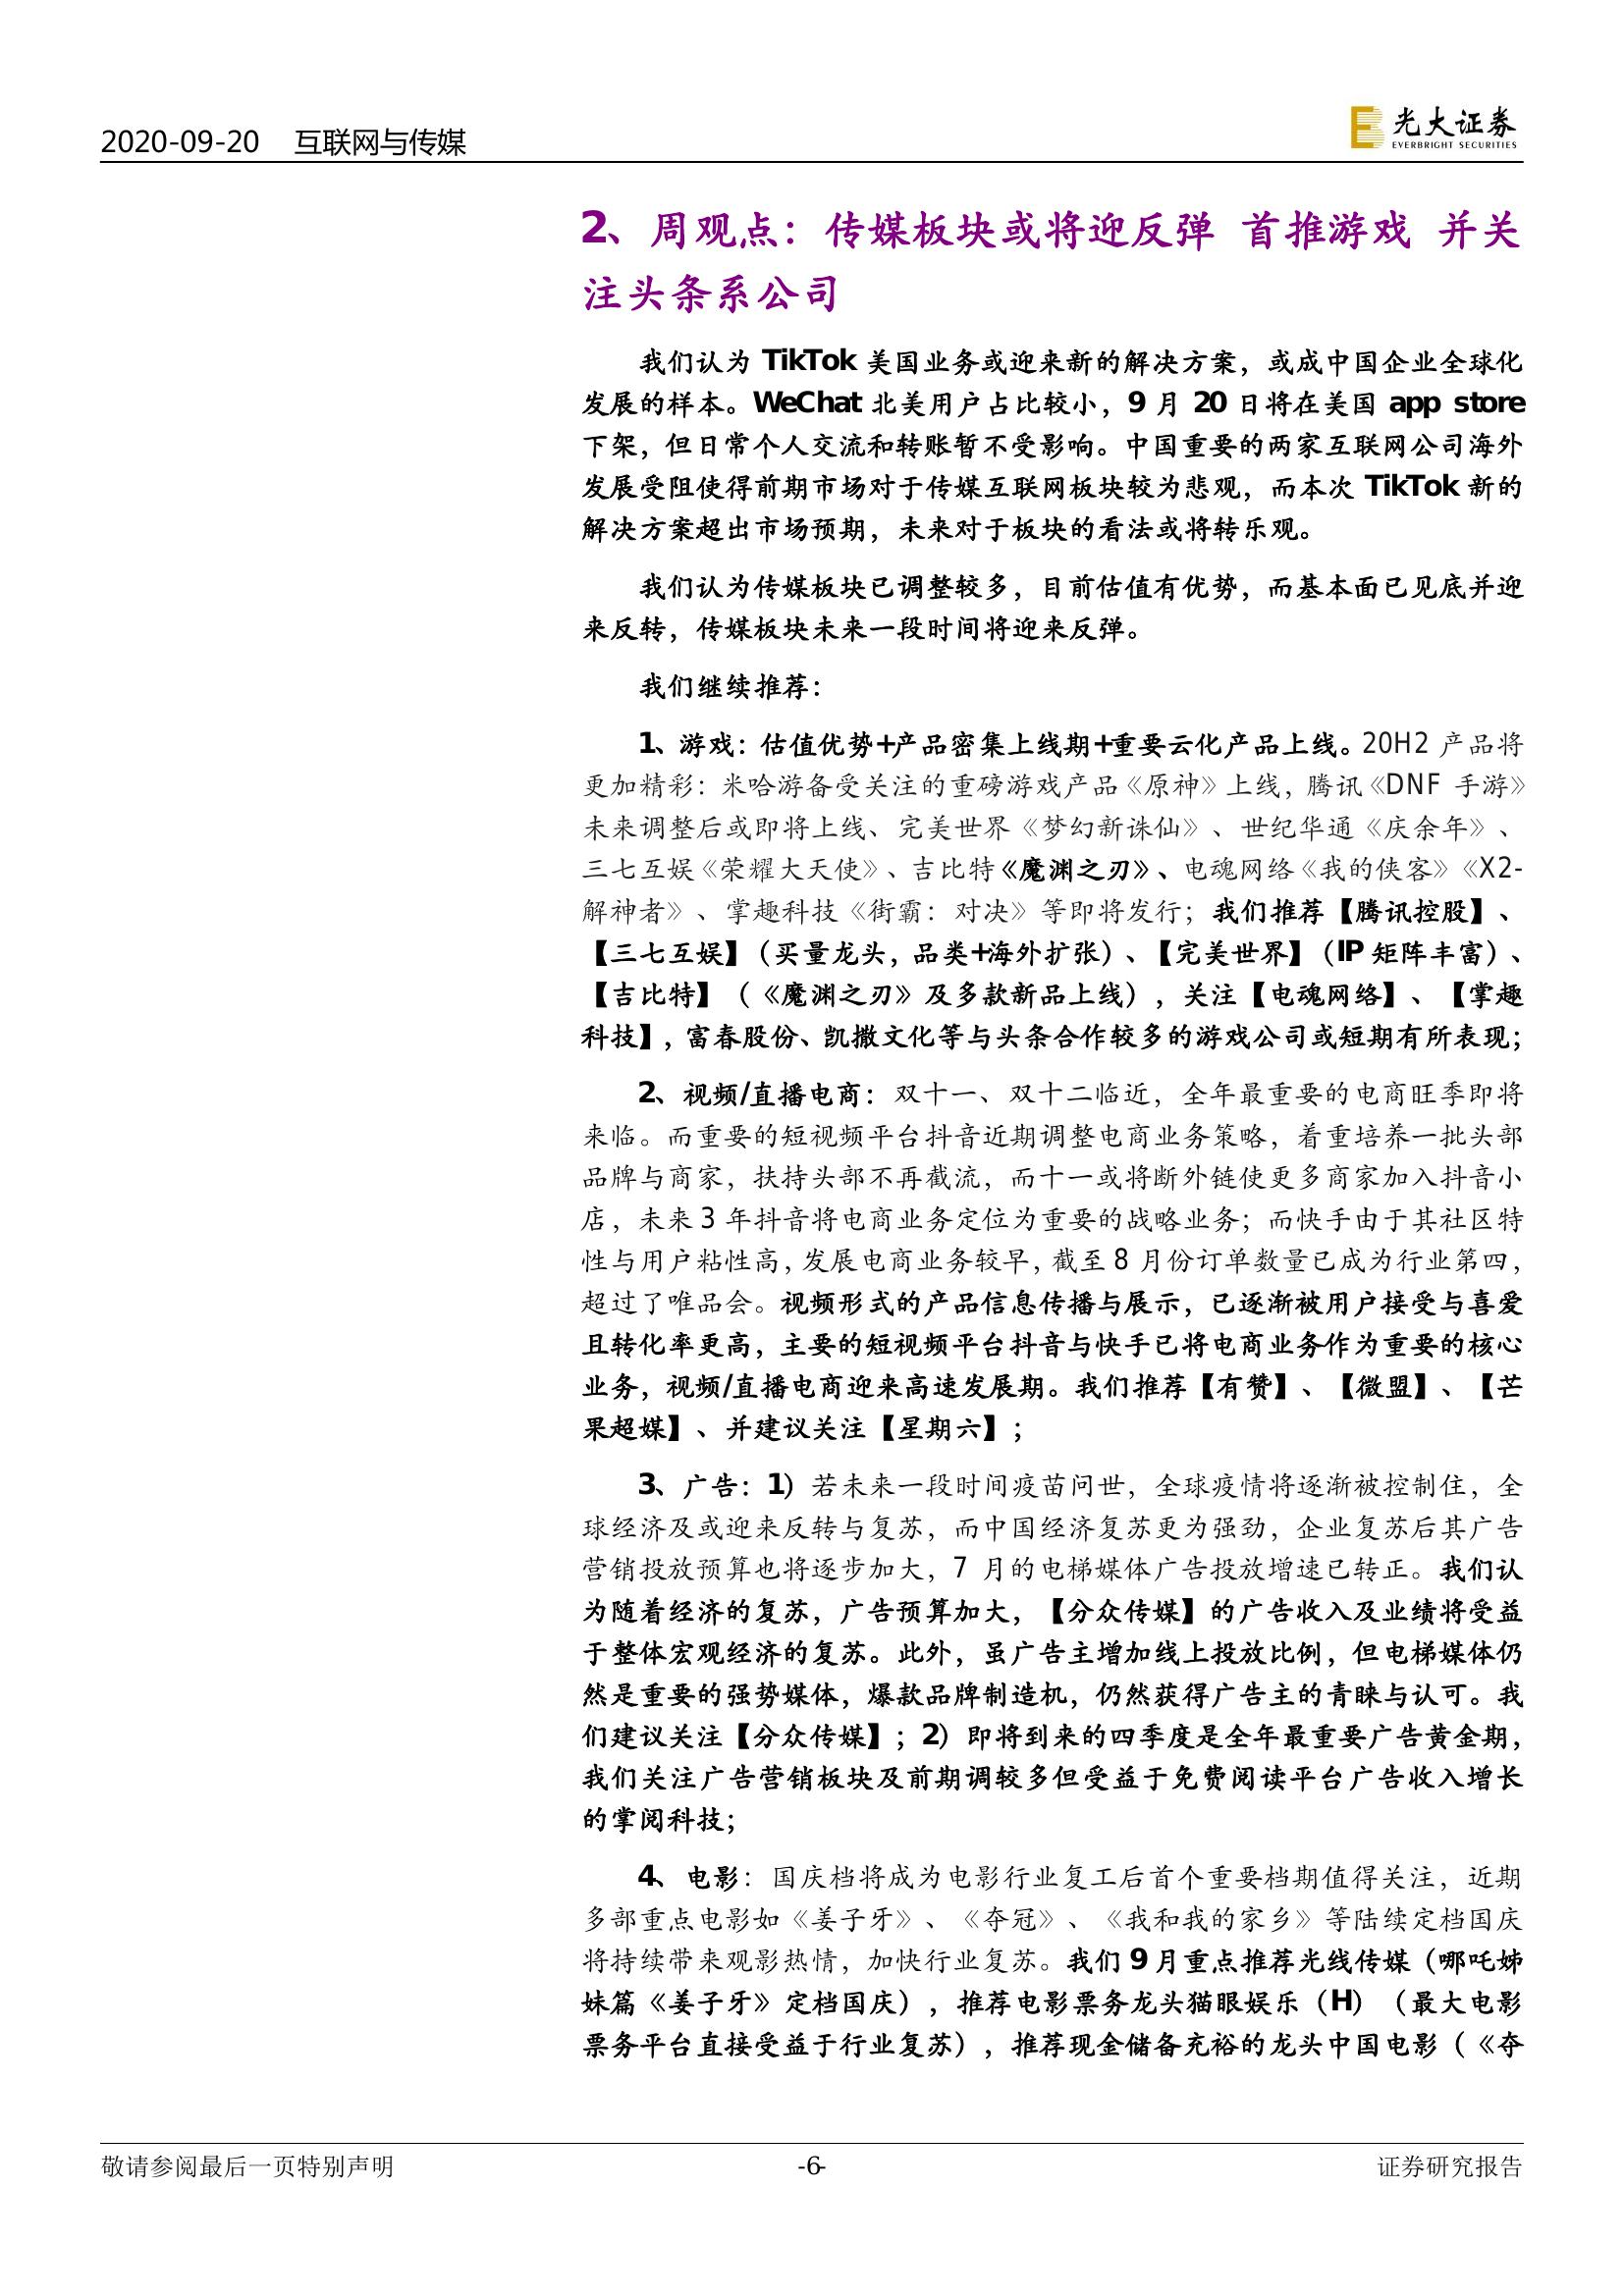 2020-09-20 互联网与传媒
光大证券
EVERBRIGHT SECURITIES
2、周观点：传媒板块或将迎反弹 首推游戏 并关
注头条系公司
我们认为 TikTok 美国业务或迎来新的解决方案，或成中国企业全球化
发展的样本。WeChat 北美用户占比较小，9 月 20 日将在美国 app store
下架，但日常个人交流和转账暂不受影响。中国重要的两家互联网公司海外
发展受阻使得前期市场对于传媒互联网板块较为悲观，而本次 TikTok 新的
解决方案超出市场预期，未来对于板块的看法或将转乐观。
我们认为传媒板块已调整较多，目前估值有优势，而基本面已见底并迎
来反转，传媒板块未来一段时间将迎来反弹。
我们继续推荐：
1、游戏：估值优势+产品密集上线期+重要云化产品上线。20H2 产品将
更加精彩：米哈游备受关注的重磅游戏产品《原神》上线，腾讯《DNF 手游》
未来调整后或即将上线、完美世界《梦幻新诛仙》、世纪华通《庆余年》、
三七互娱《荣耀大天使》、吉比特《魔渊之刃》、电魂网络《我的侠客》《X2-
解神者》、掌趣科技《街霸：对决》等即将发行；我们推荐【腾讯控股】、
【三七互娱】（买量龙头，品类+海外扩张）、【完美世界】（IP 矩阵丰富）、
【吉比特】（《魔渊之刃》及多款新品上线），关注【电魂网络】、【掌趣
科技】，富春股份、凯撒文化等与头条合作较多的游戏公司或短期有所表现；
2、视频/直播电商：双十一、双十二临近，全年最重要的电商旺季即将
来临。而重要的短视频平台抖音近期调整电商业务策略，着重培养一批头部
品牌与商家，扶持头部不再截流，而十一或将断外链使更多商家加入抖音小
店，未来 3 年抖音将电商业务定位为重要的战略业务；而快手由于其社区特
性与用户粘性高，发展电商业务较早，截至 8 月份订单数量已成为行业第四，
超过了唯品会。视频形式的产品信息传播与展示，已逐渐被用户接受与喜爱
且转化率更高，主要的短视频平台抖音与快手已将电商业务作为重要的核心
业务，视频/直播电商迎来高速发展期。我们推荐【有赞】、【微盟】、【芒
果超媒】、并建议关注【星期六】；
3、广告：1）若未来一段时间疫苗问世，全球疫情将逐渐被控制住，全
球经济及或迎来反转与复苏，而中国经济复苏更为强劲，企业复苏后其广告
营销投放预算也将逐步加大，7 月的电梯媒体广告投放增速已转正。我们认
为随着经济的复苏，广告预算加大，【分众传媒】的广告收入及业绩将受益
于整体宏观经济的复苏。此外，虽广告主增加线上投放比例，但电梯媒体仍
然是重要的强势媒体，爆款品牌制造机，仍然获得广告主的青睐与认可。我
们建议关注【分众传媒】；2）即将到来的四季度是全年最重要广告黄金期，
我们关注广告营销板块及前期调较多但受益于免费阅读平台广告收入增长
的掌阅科技；
4、电影：国庆档将成为电影行业复工后首个重要档期值得关注，近期
多部重点电影如《姜子牙》、《夺冠》、《我和我的家乡》等陆续定档国庆
将持续带来观影热情，加快行业复苏。我们 9 月重点推荐光线传媒（哪吒姊
妹篇《姜子牙》定档国庆），推荐电影票务龙头猫眼娱乐（H）（最大电影
票务平台直接受益于行业复苏），推荐现金储备充裕的龙头中国电影（《夺
敬请参阅最后一页特别声明
-6-
证券研究报告